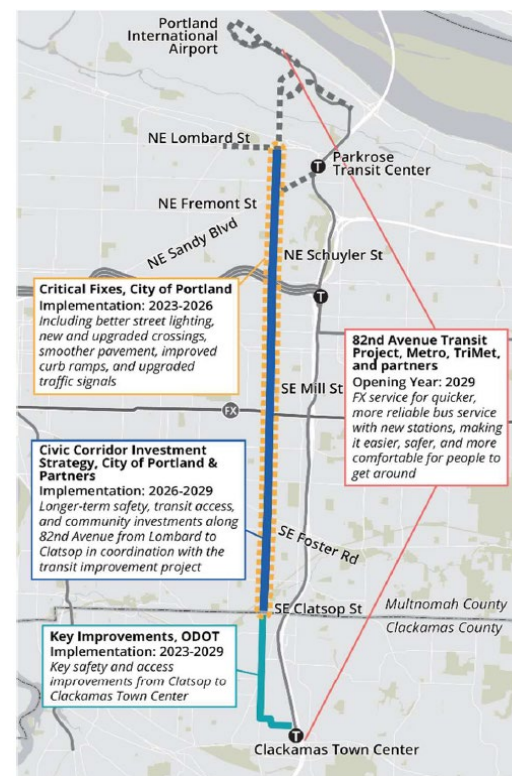 Portland
International
Airport
NE Lombard St
T
Parkrose
Transit Center
NE Fremont St
NE Sandy Blvd
NE Schuyler St
T
Critical Fixes, City of Portland
Implementation: 2023-2026
Including better street lighting,
new and upgraded crossings,
smoother pavement, improved
curb ramps, and upgraded
traffic signals
82nd Avenue Transit
Project, Metro, TriMet,
and partners
Opening Year: 2029
FX service for quicker,
more reliable bus service
with new stations, making
it easier, safer, and more
comfortable for people to
get around
SE Mill St
FX
Civic Corridor Investment
Strategy, City of Portland &
Partners
Implementation: 2026-2029
Longer-term safety, transit access,
and community investments along
82nd Avenue from Lombard to
Clatsop in coordination with the
transit improvement project
SE Foster Rd
SE Clatsop St
Multnomah County
Clackamas County
Key Improvements, ODOT
Implementation: 2023-2029
Key safety and access
improvements from Clatsop to
Clackamas Town Center
T
Clackamas Town Center